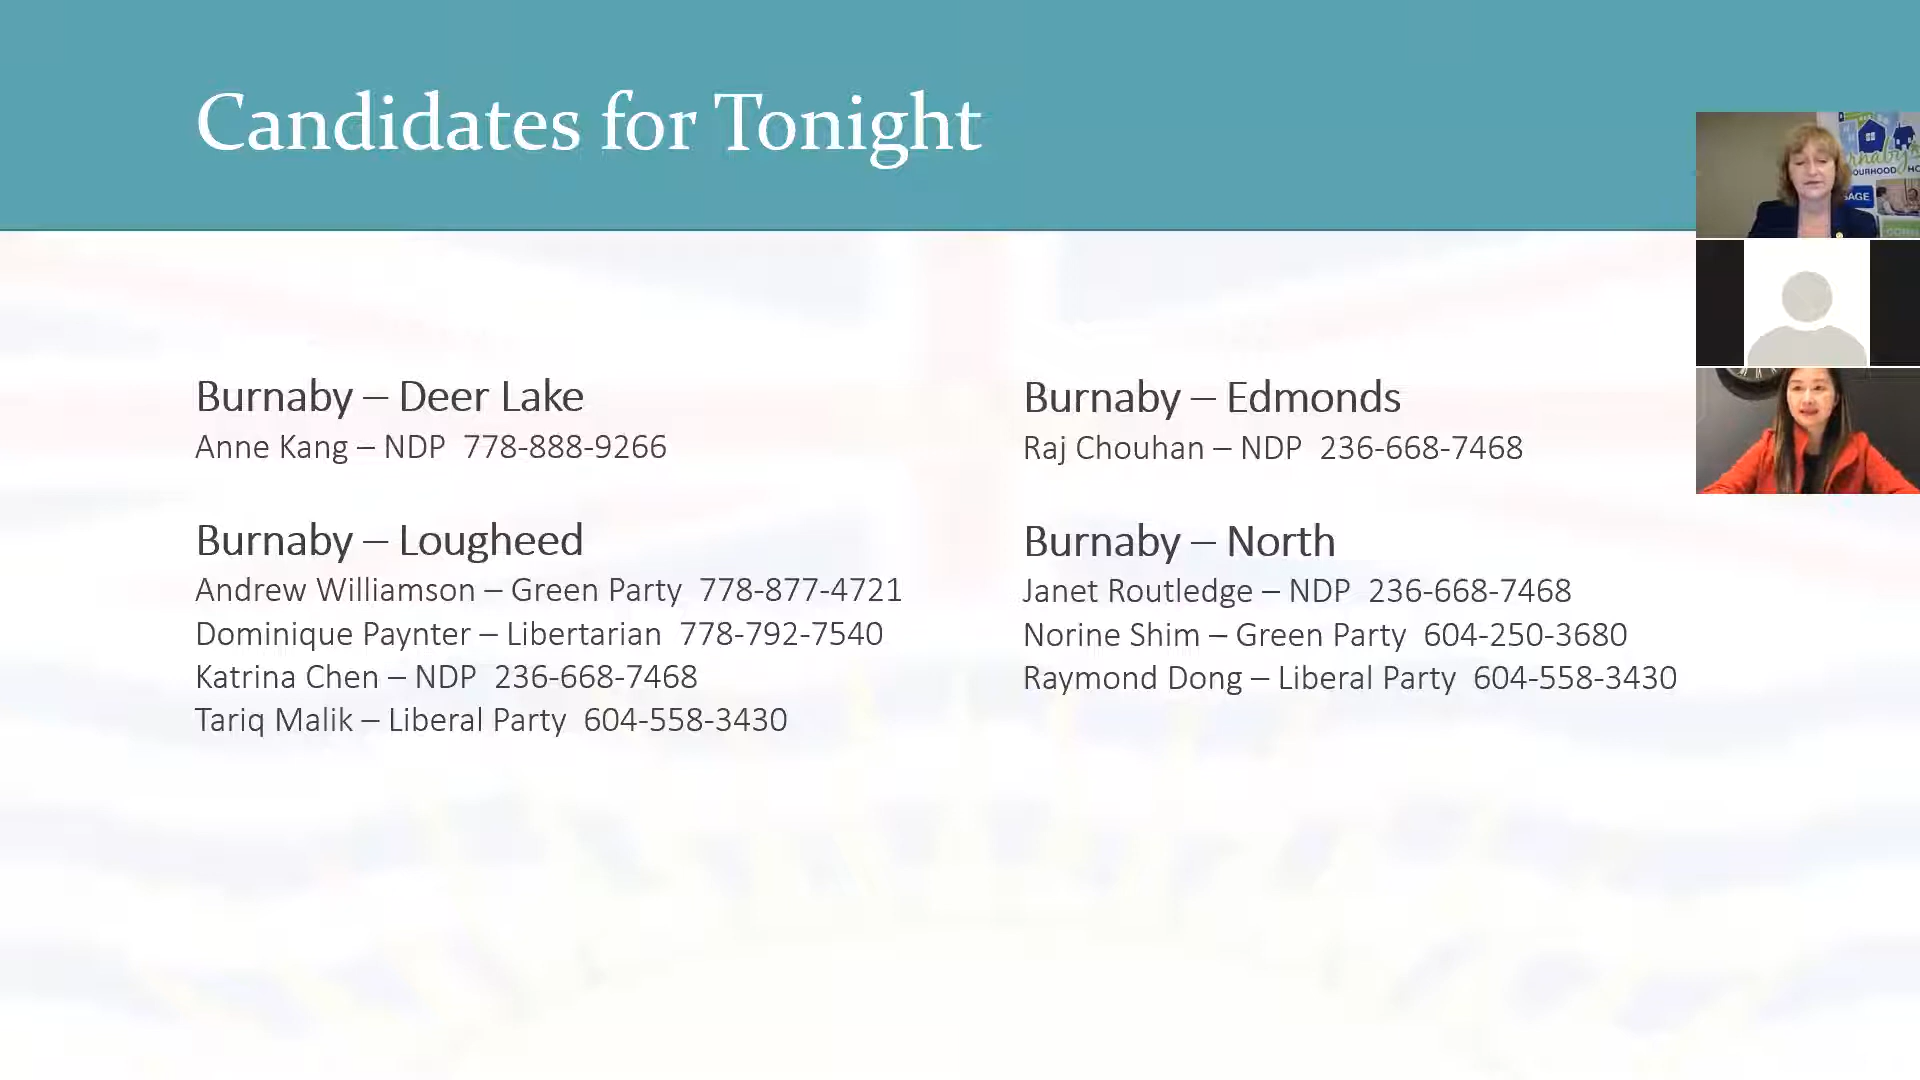 Candidates for Tonight
Burnaby – Deer Lake
Anne Kang – NDP 778-888-9266
Burnaby – Lougheed
Andrew Williamson – Green Party 778-877-4721
Dominique Paynter – Libertarian 778-792-7540
Katrina Chen – NDP 236-668-7468
Tariq Malik – Liberal Party 604-558-3430
Burnaby – Edmonds
Raj Chouhan – NDP 236-668-7468
Burnaby – North
Janet Routledge – NDP 236-668-7468
Norine Shim – Green Party 604-250-3680
Raymond Dong – Liberal Party 604-558-3430